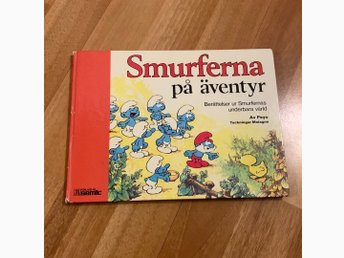 Smurferna
på äventyr
Berättelser ur Smurfernas
underbara värld
Av Peyo
Teckningar Matagne